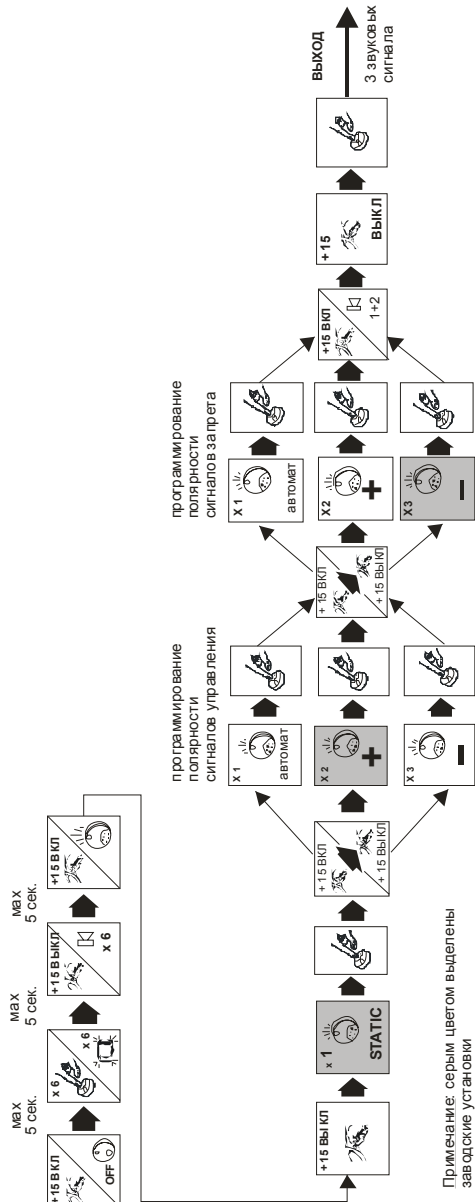 +15 ВКЛ
OFF
мах
5 сек.
х 6
х 6
мах
5 сек.
+15 ВЫКЛ
х 6
мах
5 сек.
+15 ВКЛ
+15 ВЫКЛ
х 1
STATIC
+ 15 ВКЛ
+ 15 ВЫКЛ
программирование
полярности
сигналов управления
Х 1
автомат
Х 2
+
Х 3
−
+ 15 ВКЛ
+ 15 ВЫКЛ
программирование
полярности
сигналов запрета
Х 1
автомат
Х 2
+
Х 3
−
+15 ВКЛ
1+2
+15
ВЫКЛ
ВЫХОД
3 звуковых
сигнала
Примечание: серым цветом выделены
заводские установки